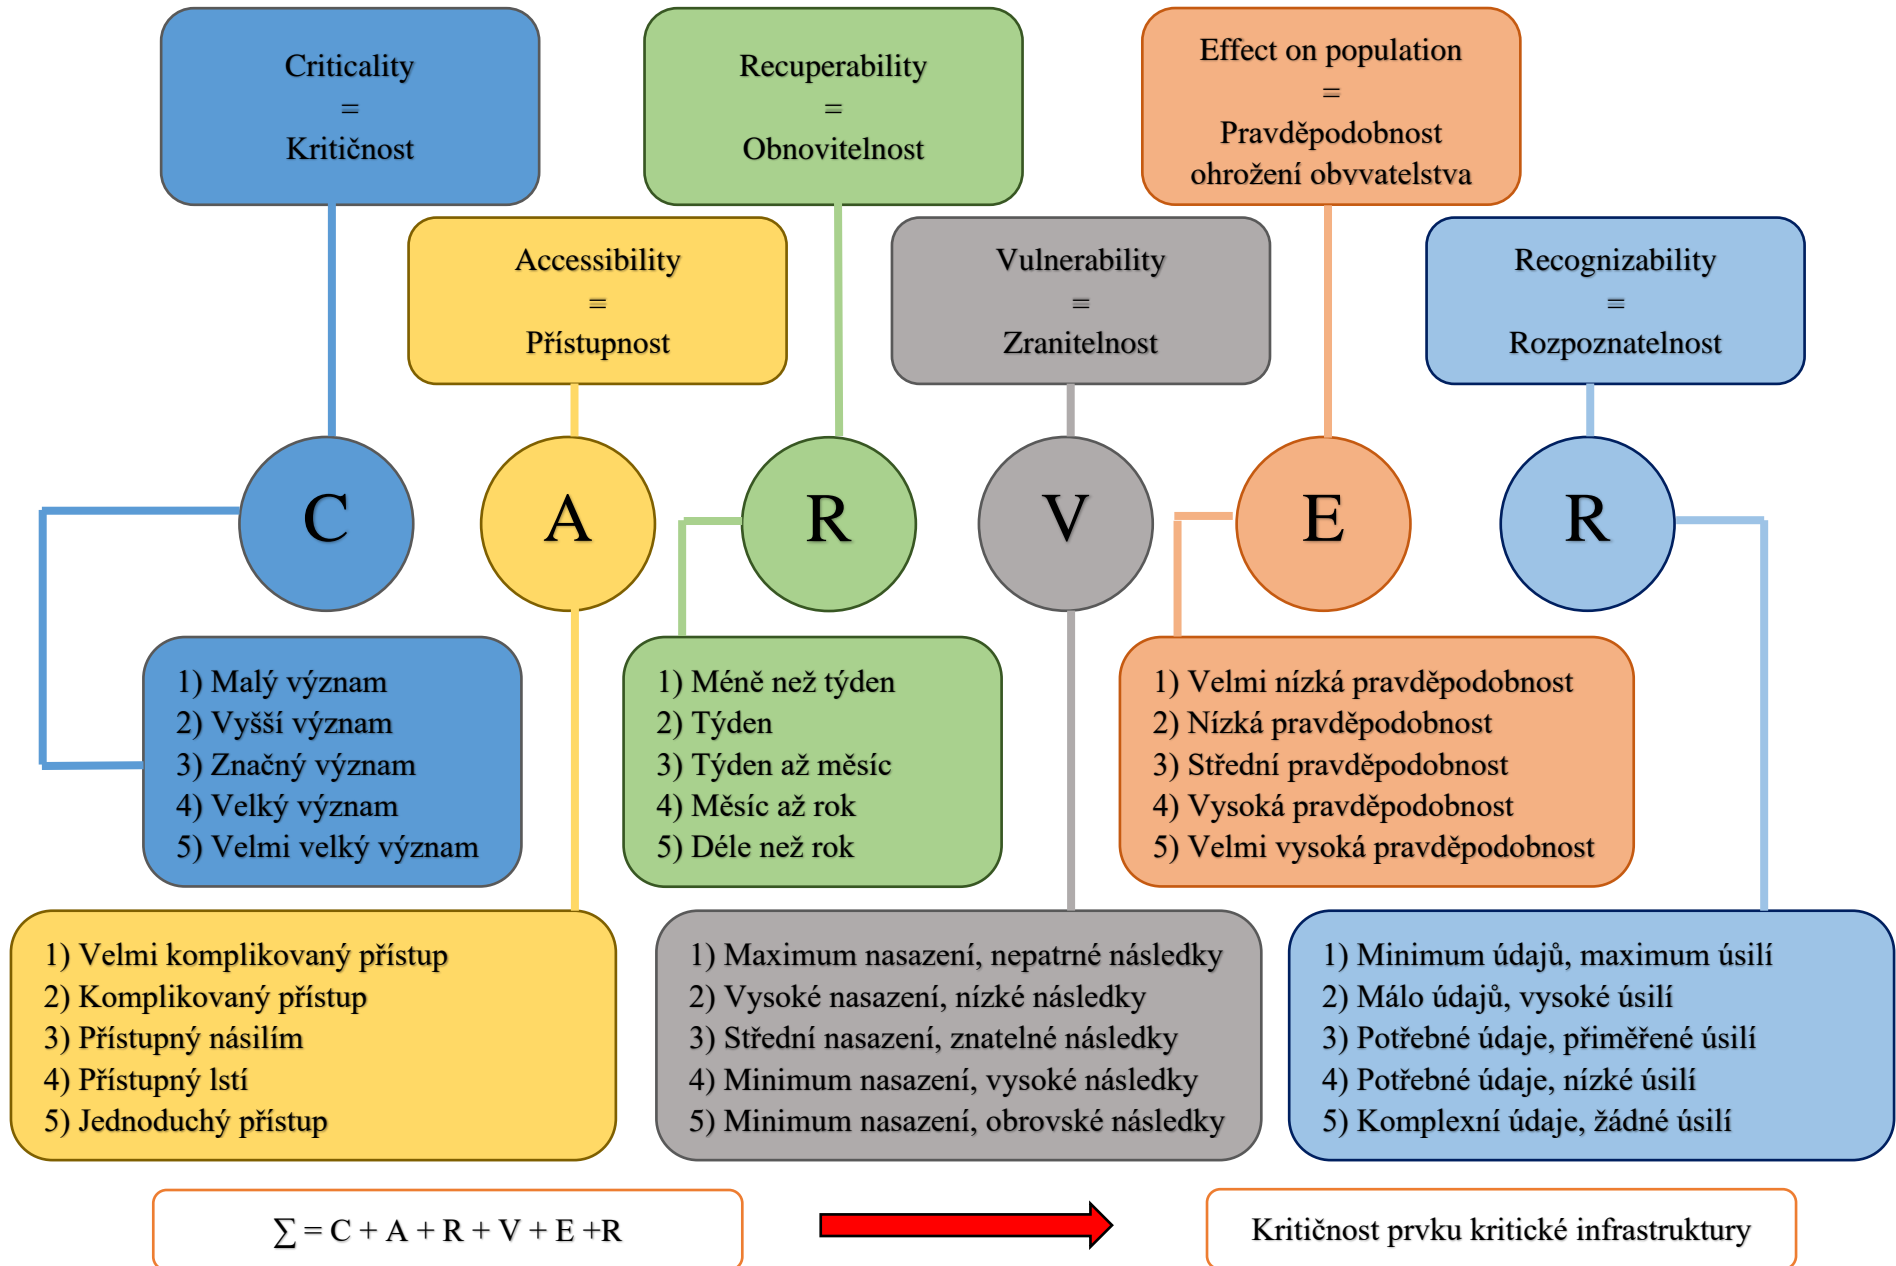 Criticality
=
Kritičnost
Recuperability
=
Obnovitelnost
Effect on population
=
Pravděpodobnost
ohrožení obyvatelstva
Accessibility
=
Přístupnost
Vulnerability
=
Zranitelnost
Recognizability
=
Rozpoznatelnost
C
A
R
V
E
R
1) Malý význam
2) Vyšší význam
3) Značný význam
4) Velký význam
5) Velmi velký význam
1) Méně než týden
2) Týden
3) Týden až měsíc
4) Měsíc až rok
5) Déle než rok
1) Velmi nízká pravděpodobnost
2) Nízká pravděpodobnost
3) Střední pravděpodobnost
4) Vysoká pravděpodobnost
5) Velmi vysoká pravděpodobnost
1) Velmi komplikovaný přístup
2) Komplikovaný přístup
3) Přístupný násilím
4) Přístupný lstí
5) Jednoduchý přístup
1) Maximum nasazení, nepatrné následky
2) Vysoké nasazení, nízké následky
3) Střední nasazení, znatelné následky
4) Minimum nasazení, vysoké následky
5) Minimum nasazení, obrovské následky
1) Minimum údajů, maximum úsilí
2) Málo údajů, vysoké úsilí
3) Potřebné údaje, přiměřené úsilí
4) Potřebné údaje, nízké úsilí
5) Komplexní údaje, žádné úsilí
∑ = C + A + R + V + E +R
Kritičnost prvku kritické infrastruktury